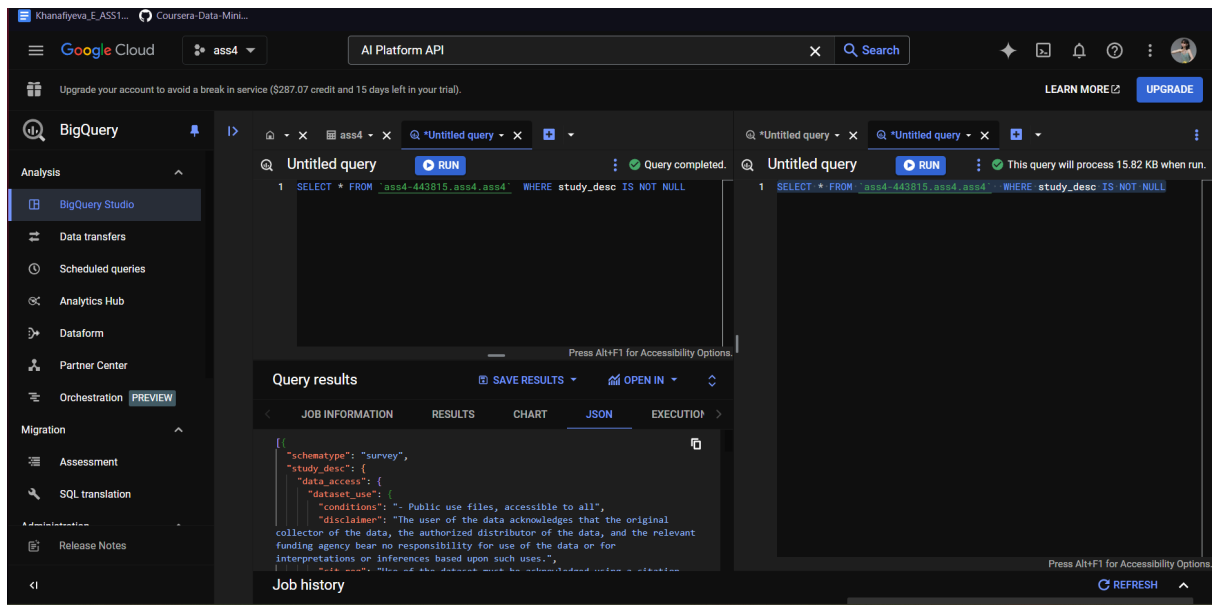 Khanafiyeva_E_ASS1... Coursera-Data-Mini...
Google Cloud ass4 AI Platform API Search
Upgrade your account to avoid a break in service ($287.07 credit and 15 days left in your trial). LEARN MORE UPGRADE
BigQuery
Analysis
BigQuery Studio
Data transfers
Scheduled queries
Analytics Hub
Dataform
Partner Center
Orchestration PREVIEW
Migration
Assessment
SQL translation
Administration
Release Notes
ass4 *Untitled query
Untitled query RUN Query completed.
1 SELECT * FROM `ass4-443815.ass4.ass4` WHERE study_desc IS NOT NULL
Press Alt+F1 for Accessibility Options.
*Untitled query *Untitled query
Untitled query RUN This query will process 15.82 KB when run.
1 SELECT * FROM `ass4-443815.ass4.ass4` WHERE study_desc IS NOT NULL
Press Alt+F1 for Accessibility Options.
Query results SAVE RESULTS OPEN IN
JOB INFORMATION RESULTS CHART JSON EXECUTION
[{
"schematype": "survey",
"study_desc": {
"data_access": {
"dataset_use": {
"conditions": "- Public use files, accessible to all",
"disclaimer": "The user of the data acknowledges that the original
collector of the data, the authorized distributor of the data, and the relevant
funding agency bear no responsibility for use of the data or for
interpretations or inferences based upon such uses.",
Job history REFRESH